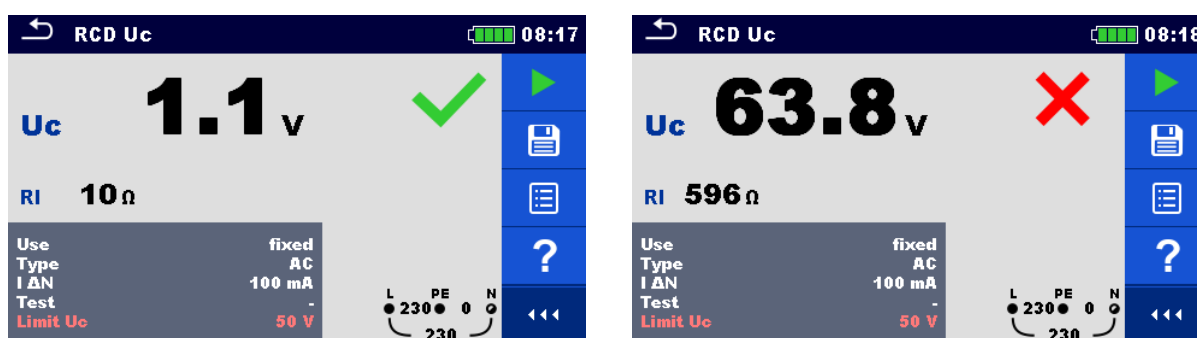 RCD Uc 08:17
Uc 1.1 V
RI 10 Ω
Use fixed
Type AC
I ΔN 100 mA
Test -
Limit Uc 50 V
L PE N
230 0
230
?
RCD Uc 08:18
Uc 63.8 V
RI 596 Ω
Use fixed
Type AC
I ΔN 100 mA
Test -
Limit Uc 50 V
L PE N
230 0
230
?